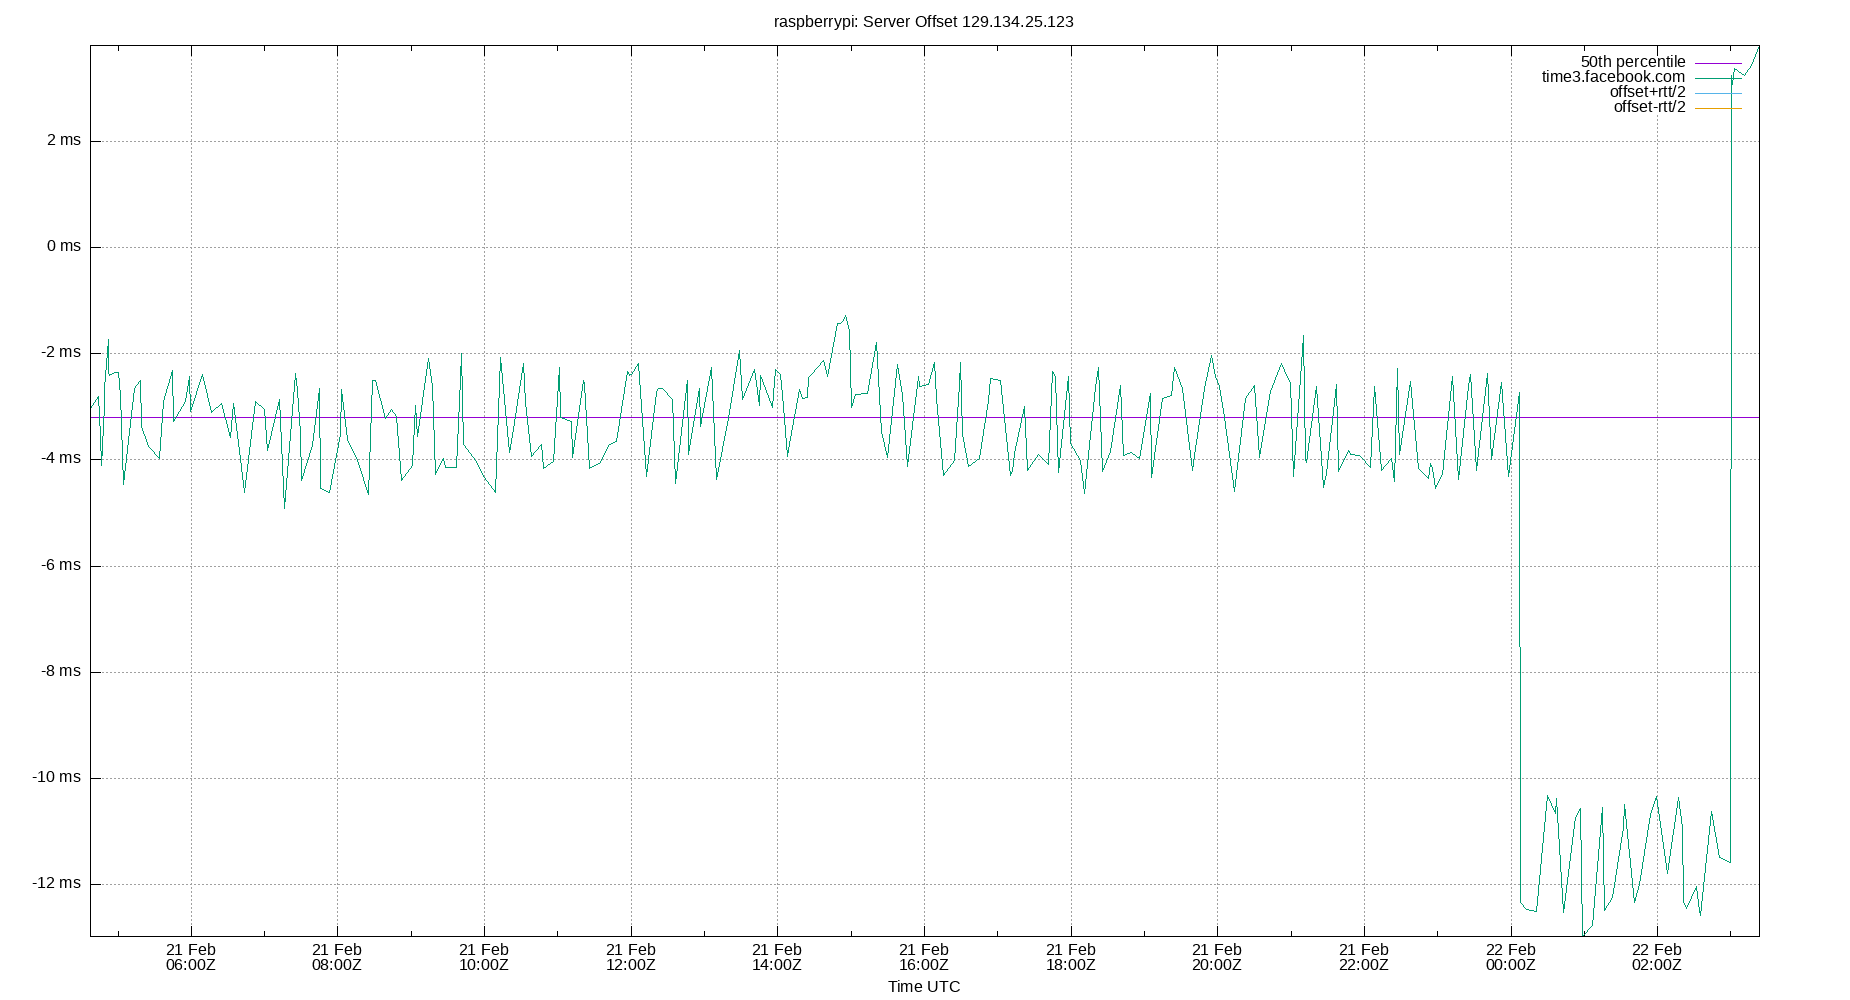 raspberrypi: Server Offset 129.134.25.123
50th percentile
time3.facebook.com
offset+rtt/2
offset-rtt/2
2 ms
0 ms
-2 ms
-4 ms
-6 ms
-8 ms
-10 ms
-12 ms
21 Feb 21 Feb 21 Feb 21 Feb 21 Feb 21 Feb 21 Feb 21 Feb 21 Feb 22 Feb 22 Feb
06:00Z 08:00Z 10:00Z 12:00Z 14:00Z 16:00Z 18:00Z 20:00Z 22:00Z 00:00Z 02:00Z
Time UTC